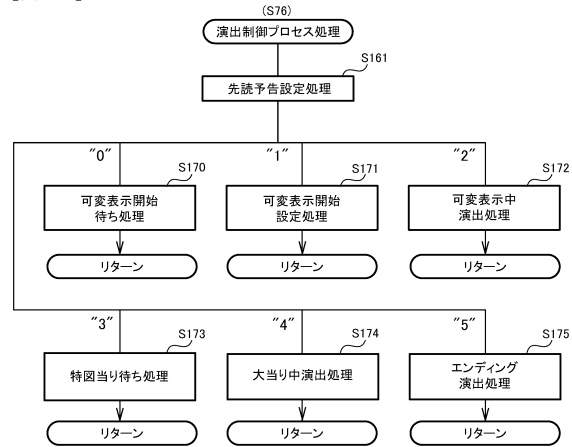 (S76)
演出制御プロセス処理
S161
先読予告設定処理
"0"
"1"
"2"
S170
S171
S172
可変表示開始
待ち処理
可変表示開始
設定処理
可変表示中
演出処理
リターン
リターン
リターン
"3"
"4"
"5"
S173
S174
S175
特図当り待ち処理
大当り中演出処理
エンディング
演出処理
リターン
リターン
リターン